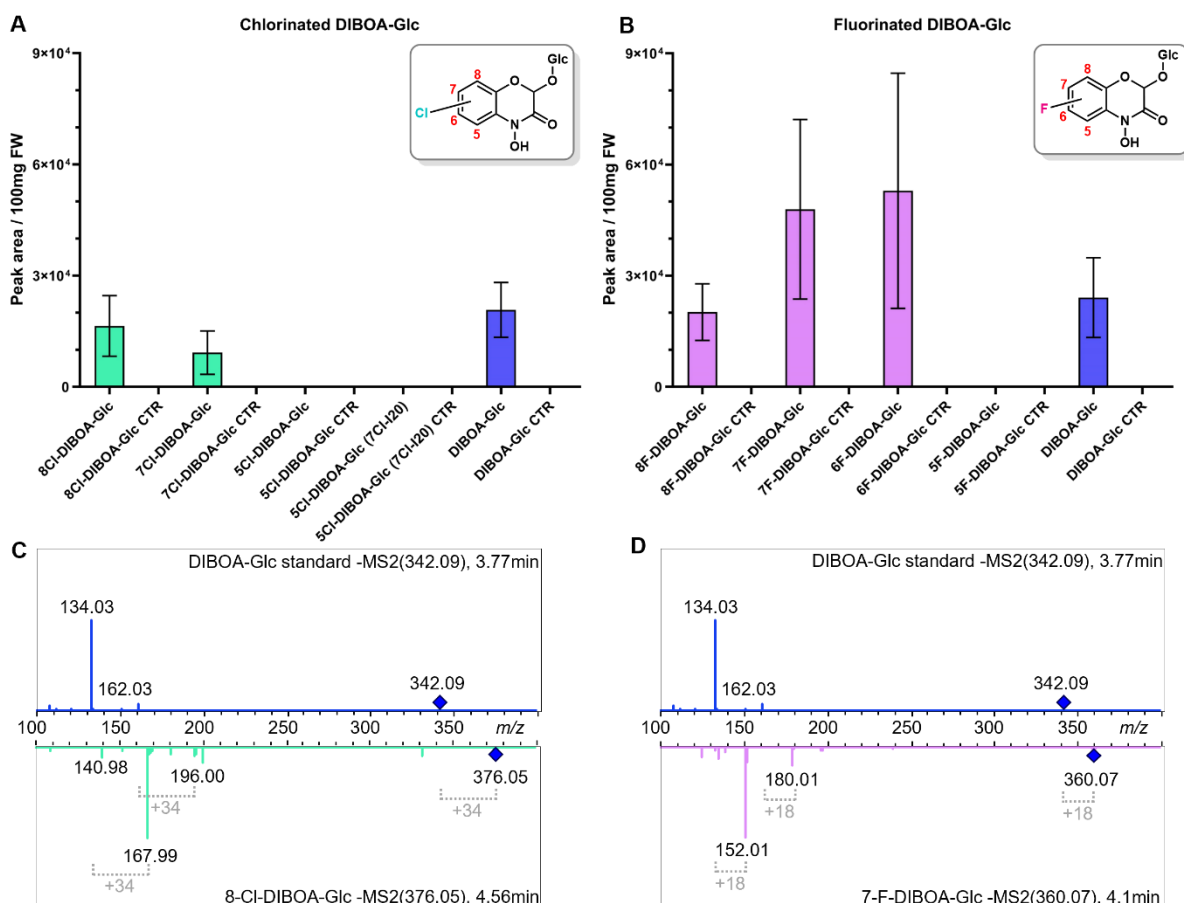 A
Chlorinated DIBOA-Glc
Peak area / 100mg FW
9×10⁴
6×10⁴
3×10⁴
0
Glc
O
O
8
7
Cl
6
5
N
O
OH
8Cl-DIBOA-Glc
8Cl-DIBOA-Glc CTR
7Cl-DIBOA-Glc
7Cl-DIBOA-Glc CTR
5Cl-DIBOA-Glc
5Cl-DIBOA-Glc CTR
5Cl-DIBOA-Glc (7Cl-I20)
5Cl-DIBOA-Glc (7Cl-I20) CTR
DIBOA-Glc
DIBOA-Glc CTR
B
Fluorinated DIBOA-Glc
Peak area / 100mg FW
9×10⁴
6×10⁴
3×10⁴
0
Glc
O
O
8
7
F
6
5
N
O
OH
8F-DIBOA-Glc
8F-DIBOA-Glc CTR
7F-DIBOA-Glc
7F-DIBOA-Glc CTR
6F-DIBOA-Glc
6F-DIBOA-Glc CTR
5F-DIBOA-Glc
5F-DIBOA-Glc CTR
DIBOA-Glc
DIBOA-Glc CTR
C
DIBOA-Glc standard -MS2(342.09), 3.77min
134.03
162.03
342.09
100 150 200 250 300 350 m/z
140.98
196.00
376.05
+34
+34
167.99
+34
8-Cl-DIBOA-Glc -MS2(376.05), 4.56min
D
DIBOA-Glc standard -MS2(342.09), 3.77min
134.03
162.03
342.09
100 150 200 250 300 350 m/z
180.01
360.07
+18
+18
152.01
+18
7-F-DIBOA-Glc -MS2(360.07), 4.1min